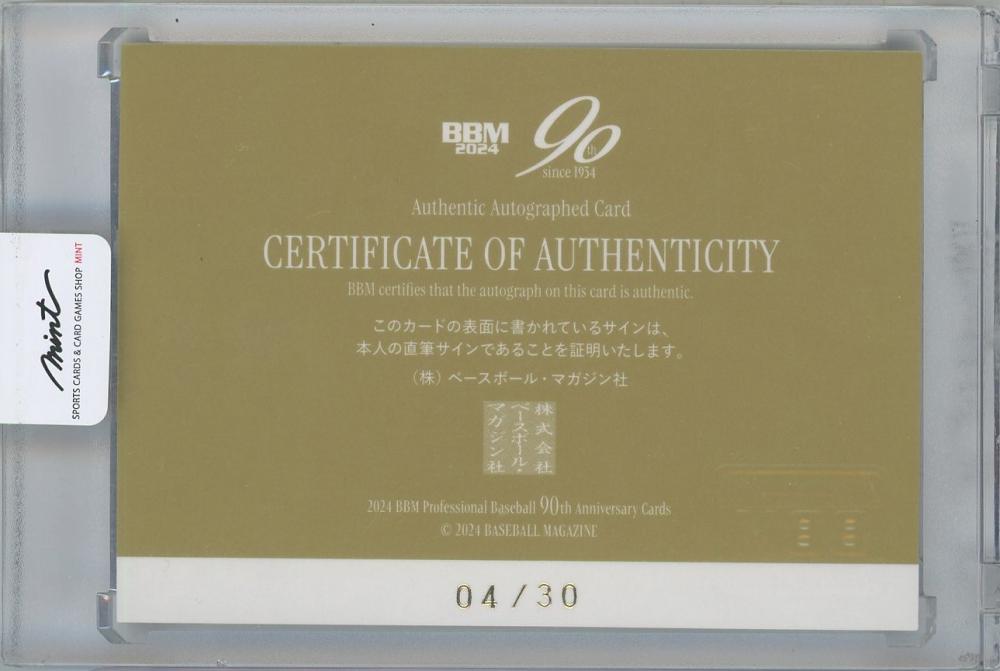 BBM
2024
90th
since 1934
Authentic Autographed Card
CERTIFICATE OF AUTHENTICITY
BBM certifies that the autograph on this card is authentic.
このカードの表面に書かれているサインは、
本人の直筆サインであることを証明いたします。
（株）ベースボール・マガジン社
株式会社
ベースボール・
マガジン社
2024 BBM Professional Baseball 90th Anniversary Cards
© 2024 BASEBALL MAGAZINE
04/30
mint
SPORTS CARDS & CARD GAMES SHOP MINT